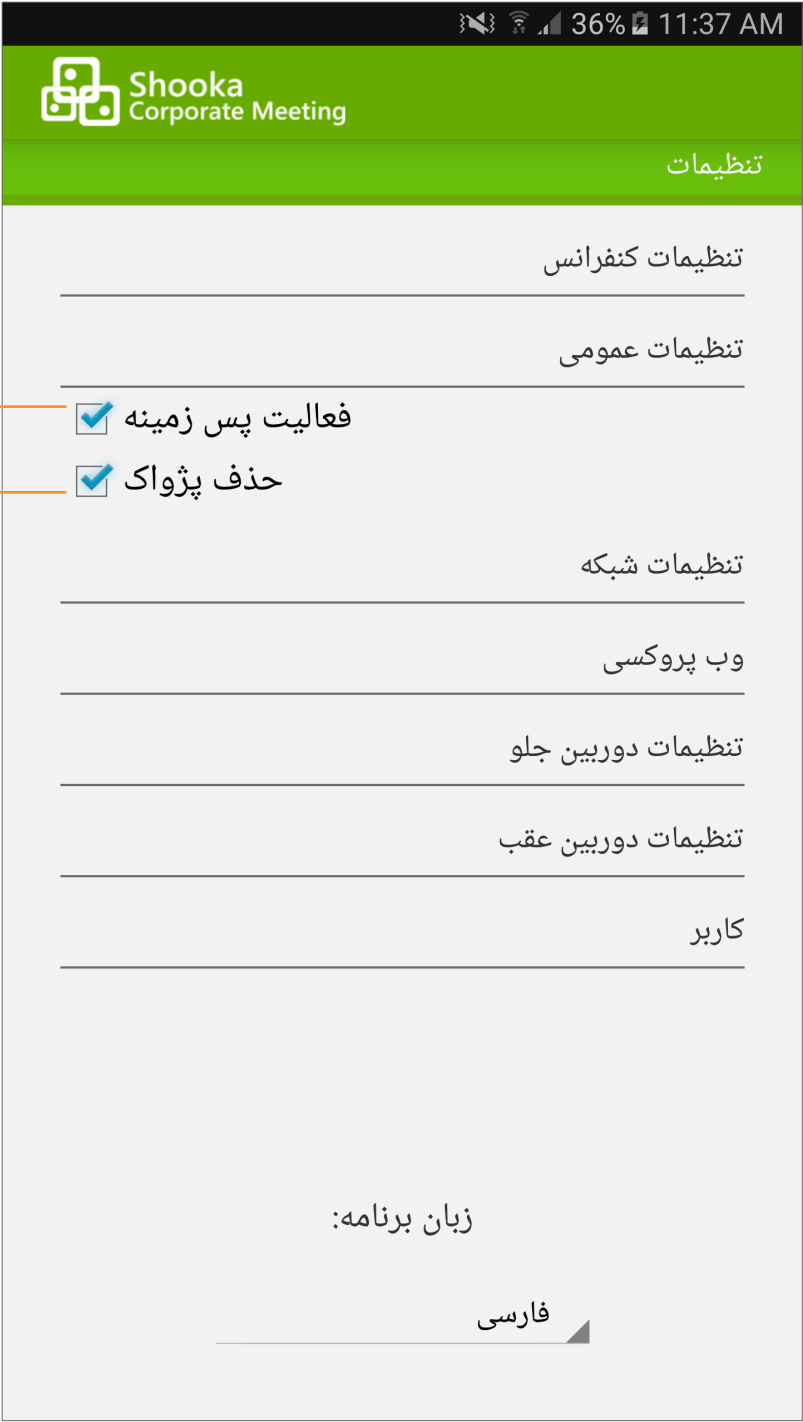 36% 11:37 AM
Shooka
Corporate Meeting
تنظیمات
تنظیمات کنفرانس
تنظیمات عمومی
فعالیت پس زمینه
حذف پژواک
تنظیمات شبکه
وب پروکسی
تنظیمات دوربین جلو
تنظیمات دوربین عقب
کاربر
زبان برنامه:
فارسی